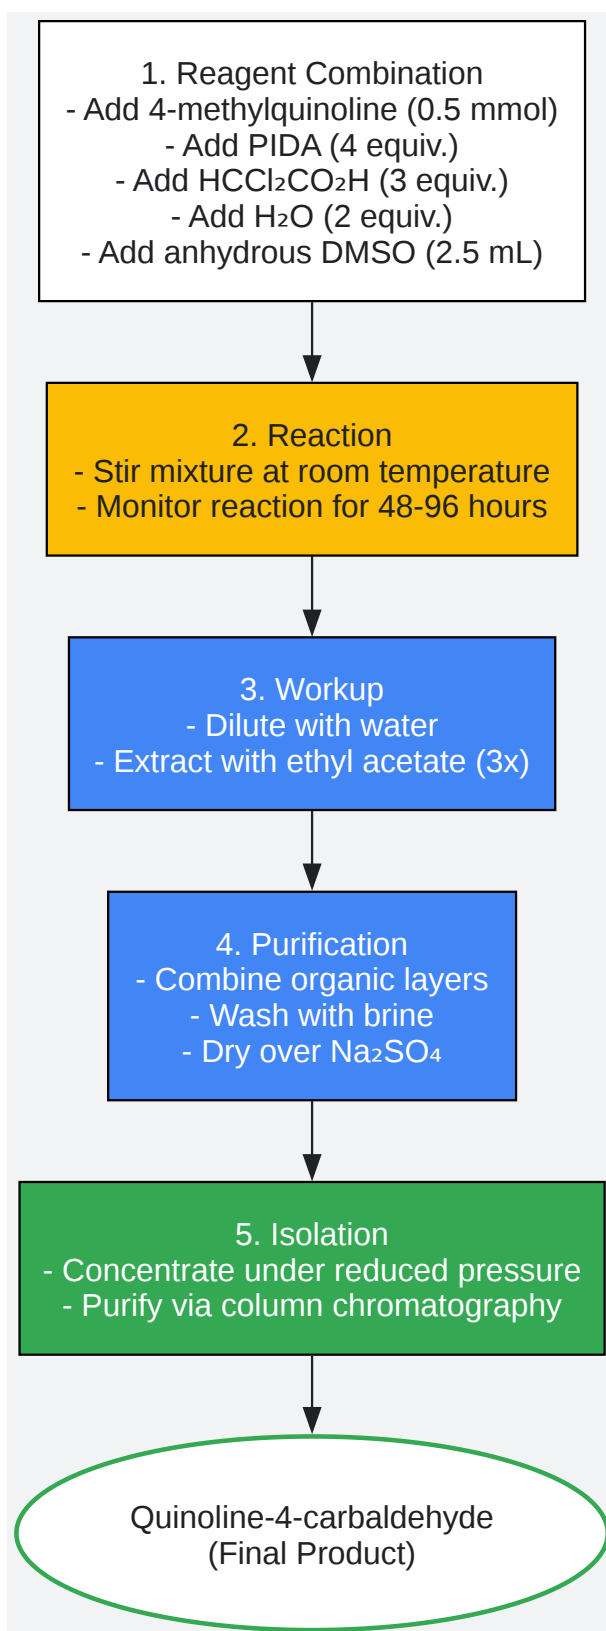 1. Reagent Combination
- Add 4-methylquinoline (0.5 mmol)
- Add PIDA (4 equiv.)
- Add HCCl₂CO₂H (3 equiv.)
- Add H₂O (2 equiv.)
- Add anhydrous DMSO (2.5 mL)
2. Reaction
- Stir mixture at room temperature
- Monitor reaction for 48-96 hours
3. Workup
- Dilute with water
- Extract with ethyl acetate (3x)
4. Purification
- Combine organic layers
- Wash with brine
- Dry over Na₂SO₄
5. Isolation
- Concentrate under reduced pressure
- Purify via column chromatography
Quinoline-4-carbaldehyde
(Final Product)